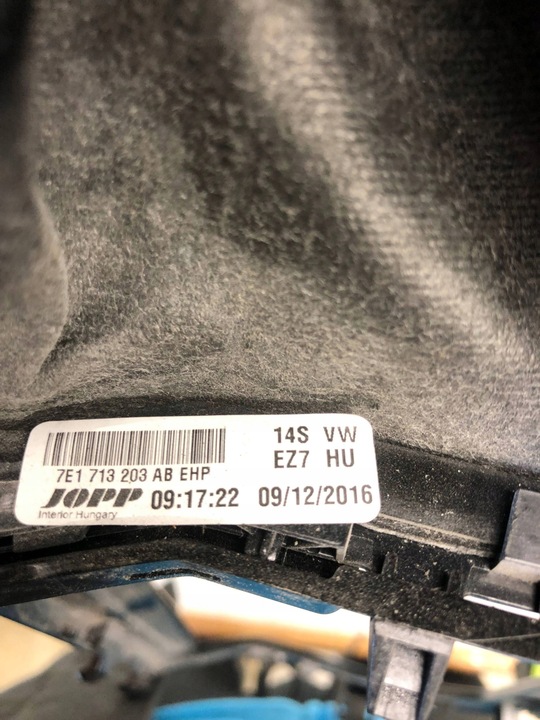 14S VW
7E1 713 203 AB EHP EZ7 HU
JOPP 09:17:22 09/12/2016
Interior Hungary